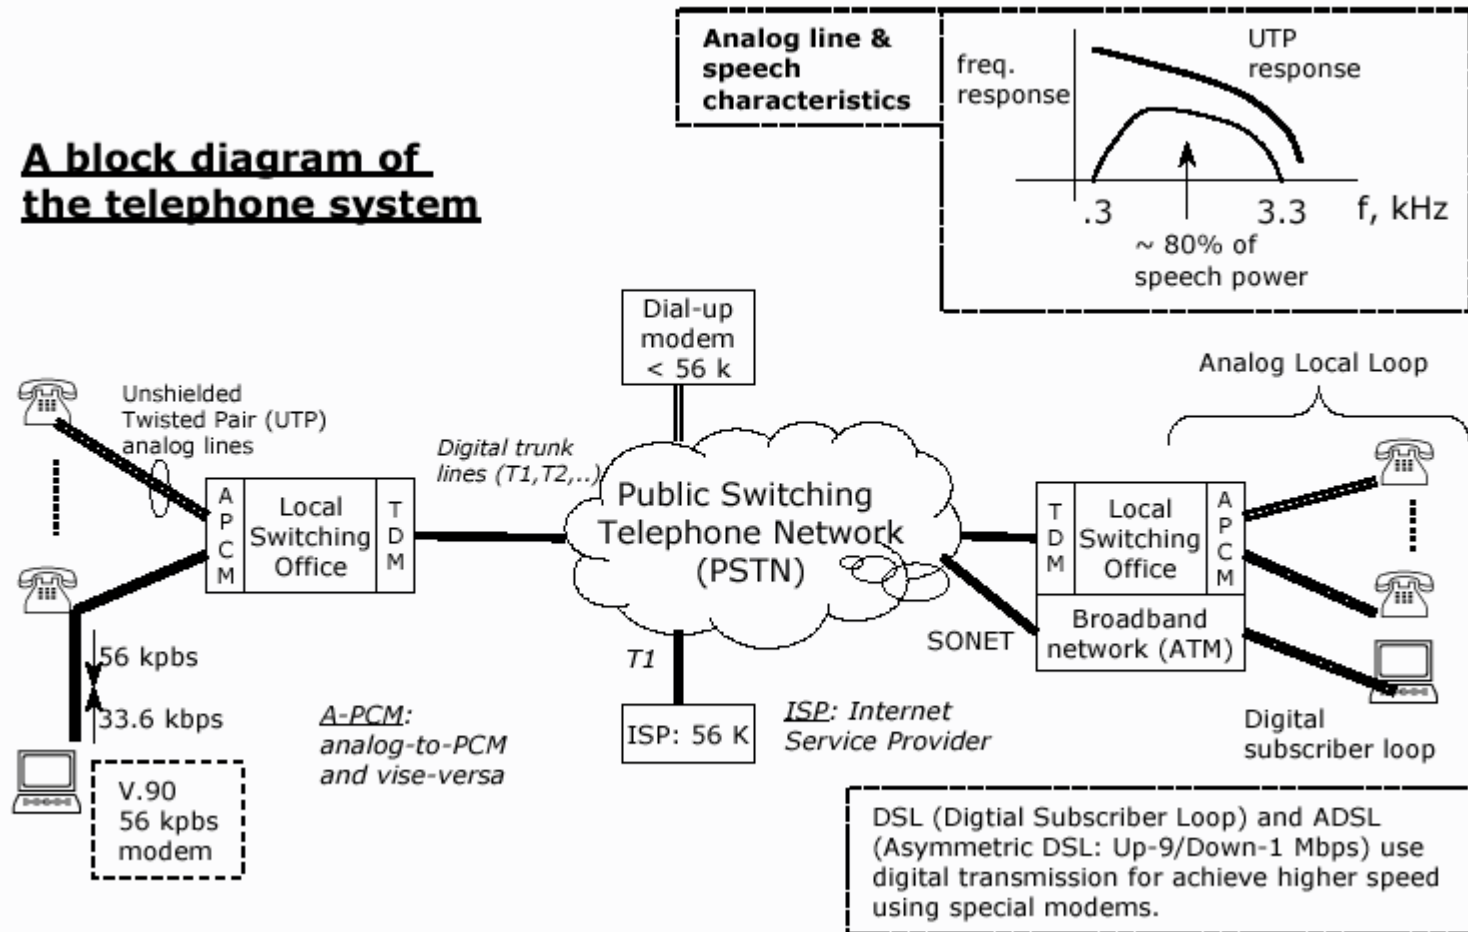 A block diagram of
the telephone system
Analog line &
speech
characteristics
freq.
response
UTP
response
.3
3.3
f, kHz
~ 80% of
speech power
Dial-up
modem
< 56 k
Unshielded
Twisted Pair (UTP)
analog lines
Digital trunk
lines (T1,T2,..)
Analog Local Loop
A
P
C
M
Local
Switching
Office
T
D
M
Public Switching
Telephone Network
(PSTN)
T
D
M
Local
Switching
Office
A
P
C
M
Broadband
network (ATM)
SONET
T1
ISP: 56 K
56 kpbs
33.6 kbps
V.90
56 kpbs
modem
A-PCM:
analog-to-PCM
and vise-versa
ISP: Internet
Service Provider
Digital
subscriber loop
DSL (Digtial Subscriber Loop) and ADSL
(Asymmetric DSL: Up-9/Down-1 Mbps) use
digital transmission for achieve higher speed
using special modems.